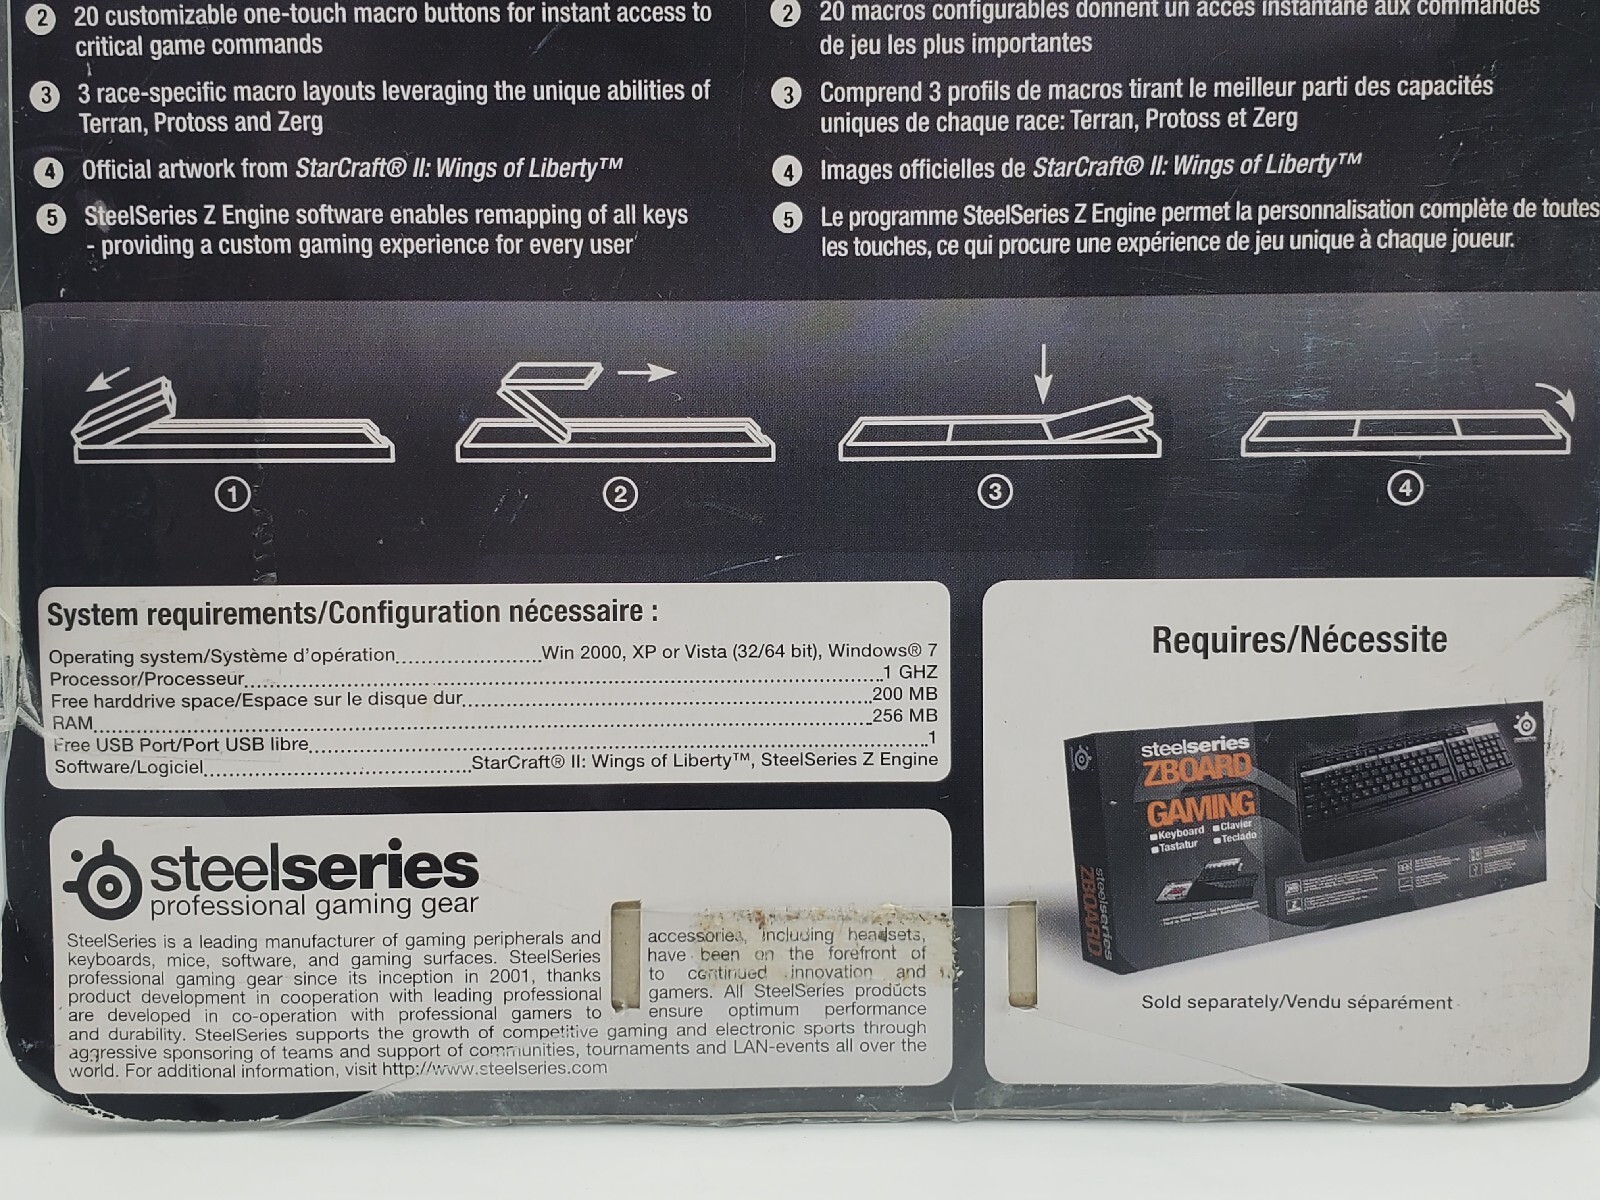 2 20 customizable one-touch macro buttons for instant access to
critical game commands
3 3 race-specific macro layouts leveraging the unique abilities of
Terran, Protoss and Zerg
4 Official artwork from StarCraft® II: Wings of Liberty™
5 SteelSeries Z Engine software enables remapping of all keys
- providing a custom gaming experience for every user
2 20 macros configurables donnent un accès instantané aux commandes
de jeu les plus importantes
3 Comprend 3 profils de macros tirant le meilleur parti des capacités
uniques de chaque race: Terran, Protoss et Zerg
4 Images officielles de StarCraft® II: Wings of Liberty™
5 Le programme SteelSeries Z Engine permet la personnalisation complète de toutes
les touches, ce qui procure une expérience de jeu unique à chaque joueur.
1 2 3 4
System requirements/Configuration nécessaire :
Operating system/Système d'opération......................Win 2000, XP or Vista (32/64 bit), Windows® 7
Processor/Processeur......................1 GHZ
Free harddrive space/Espace sur le disque dur......................200 MB
RAM......................256 MB
Free USB Port/Port USB libre......................1
Software/Logiciel......................StarCraft® II: Wings of Liberty™, SteelSeries Z Engine
steelseries
professional gaming gear
SteelSeries is a leading manufacturer of gaming peripherals and accessories, including headsets,
keyboards, mice, software, and gaming surfaces. SteelSeries have been on the forefront of
professional gaming gear since its inception in 2001, thanks to continued innovation and
product development in cooperation with leading professional gamers. All SteelSeries products
are developed in co-operation with professional gamers to ensure optimum performance
and durability. SteelSeries supports the growth of competitive gaming and electronic sports through
aggressive sponsoring of teams and support of communities, tournaments and LAN-events all over the
world. For additional information, visit http://www.steelseries.com
Requires/Nécessite
steelseries
ZBOARD
GAMING
Keyboard Clavier
Tastatur Teclado
steelseries
ZBOARD
Sold separately/Vendu séparément